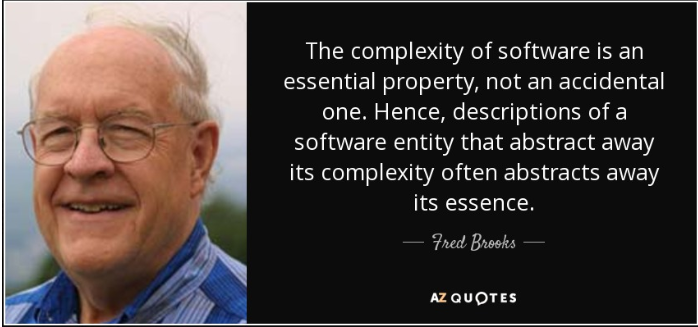 The complexity of software is an
essential property, not an accidental
one. Hence, descriptions of a
software entity that abstract away
its complexity often abstracts away
its essence.
Fred Brooks
AZ QUOTES